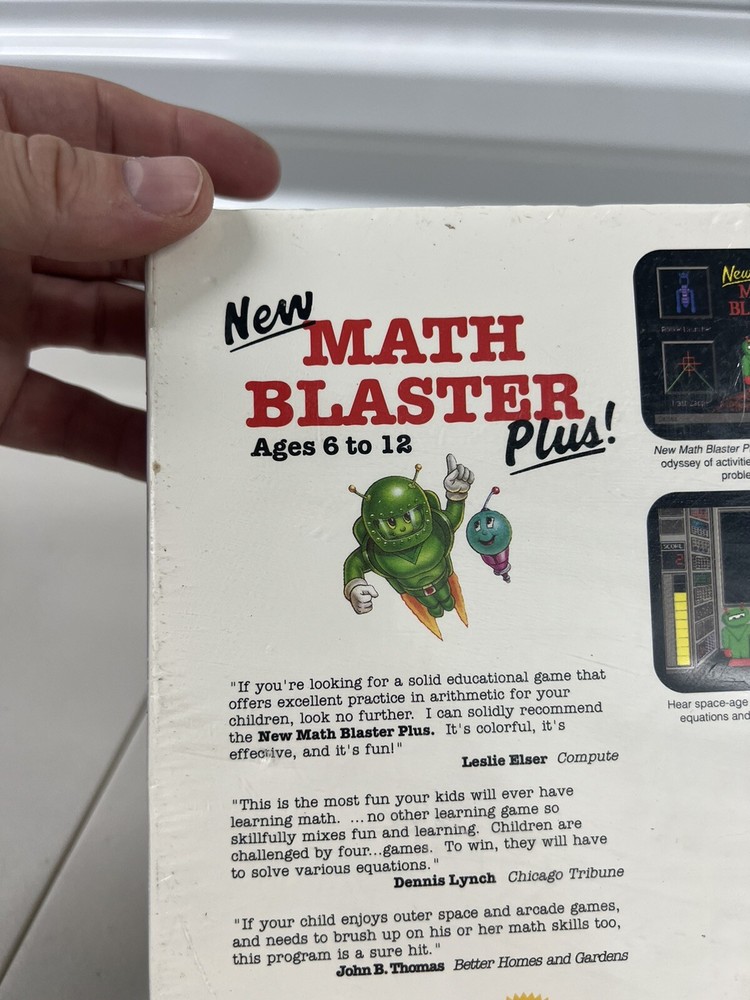 New
MATH
BLASTER
Plus!
Ages 6 to 12
"If you're looking for a solid educational game that
offers excellent practice in arithmetic for your
children, look no further. I can solidly recommend
the New Math Blaster Plus. It's colorful, it's
effective, and it's fun!"
Leslie Elser Compute
"This is the most fun your kids will ever have
learning math. ...no other learning game so
skillfully mixes fun and learning. Children are
challenged by four...games. To win, they will have
to solve various equations."
Dennis Lynch Chicago Tribune
"If your child enjoys outer space and arcade games,
and needs to brush up on his or her math skills too,
this program is a sure hit."
John B. Thomas Better Homes and Gardens
New
M
BL
New Math Blaster P
odyssey of activitie
proble
SCORE
2
Hear space-age
equations and